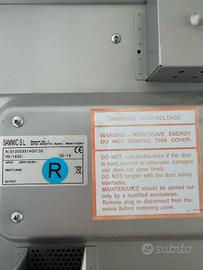 SAMMIC S.L.
WARNING - HIGH VOLTAGE
WARNING - MICROWAVE ENERGY
DO NOT REMOVE THIS COVER.
DO NOT operate this oven if the door
is bent, warped or otherwise damaged
and does not close firmly.
DO NOT tamper with the door safety
interlocks.
MAINTENANCE should be carried out
only by a qualified serviceman.
Remove plug or disconnect from the
mains before removing cover.
INPUT
OUTPUT
R
subito